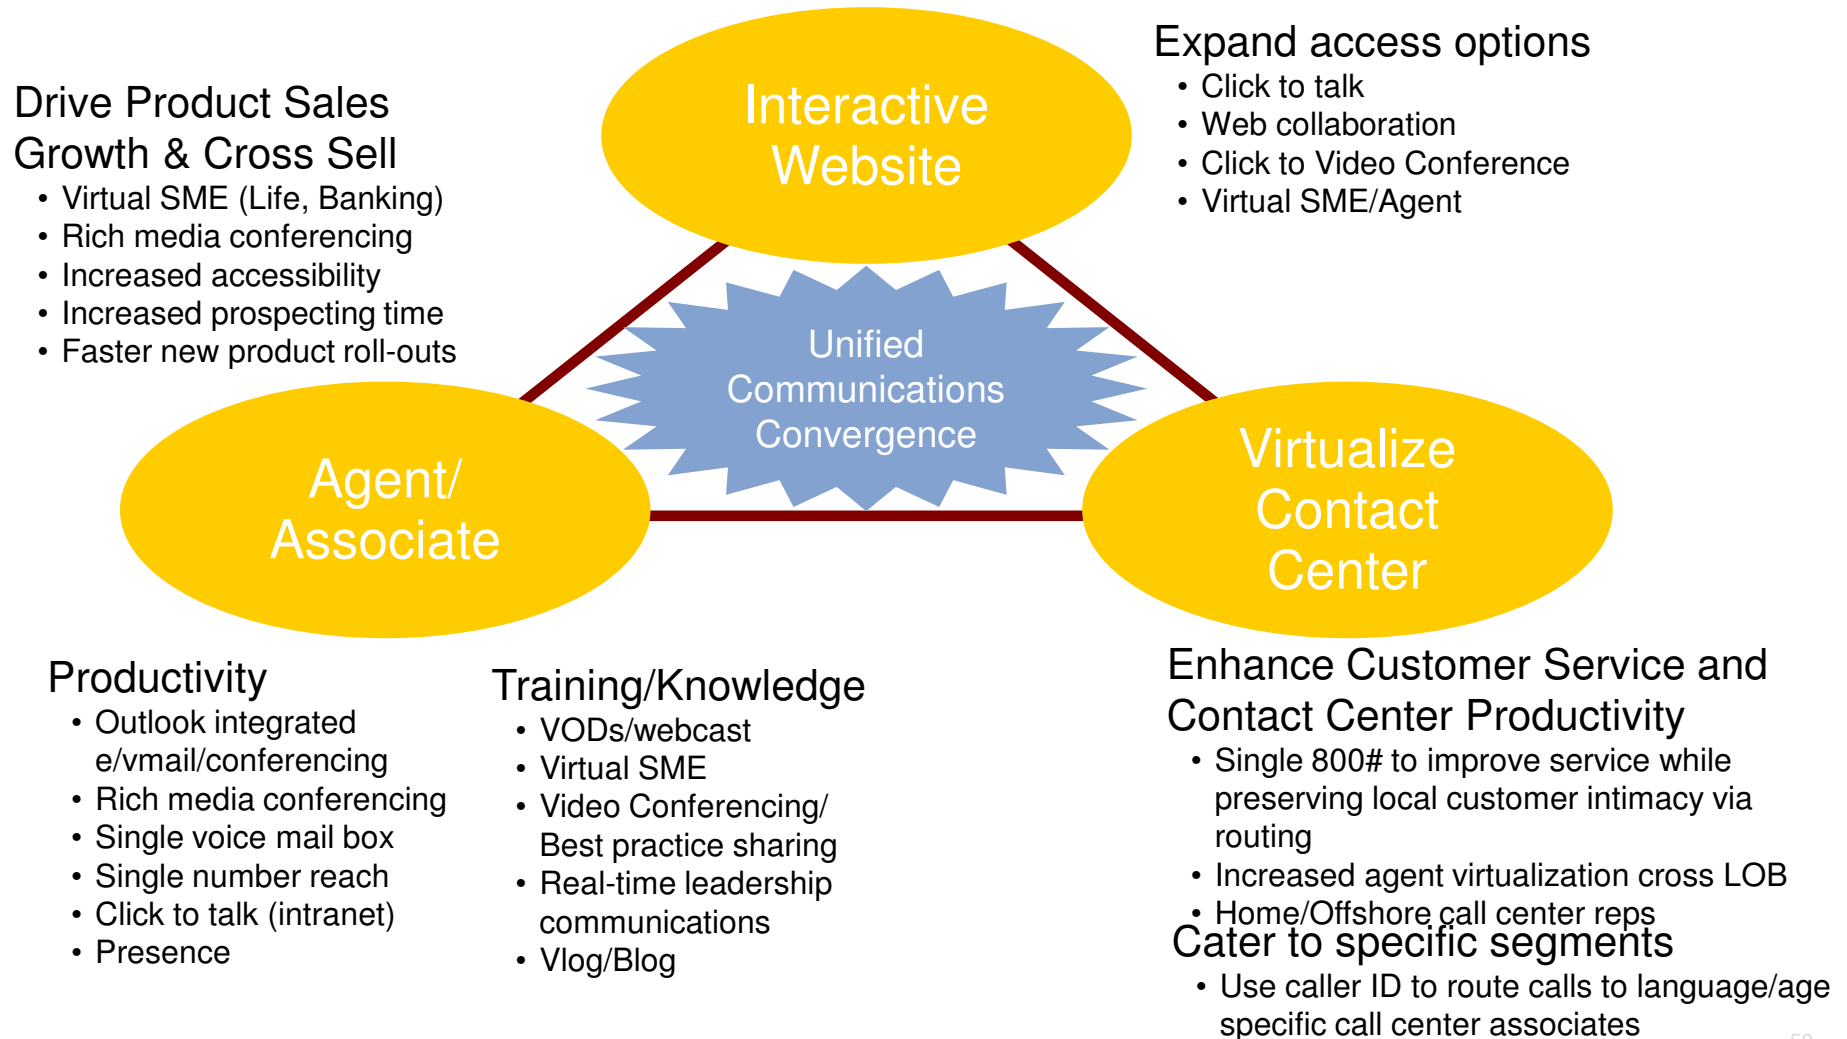 Interactive
Website
Expand access options
• Click to talk
• Web collaboration
• Click to Video Conference
• Virtual SME/Agent
Drive Product Sales
Growth & Cross Sell
• Virtual SME (Life, Banking)
• Rich media conferencing
• Increased accessibility
• Increased prospecting time
• Faster new product roll-outs
Unified
Communications
Convergence
Agent/
Associate
Virtualize
Contact
Center
Productivity
• Outlook integrated
e/vmail/conferencing
• Rich media conferencing
• Single voice mail box
• Single number reach
• Click to talk (intranet)
• Presence
Training/Knowledge
• VODs/webcast
• Virtual SME
• Video Conferencing/
Best practice sharing
• Real-time leadership
communications
• Vlog/Blog
Enhance Customer Service and
Contact Center Productivity
• Single 800# to improve service while
preserving local customer intimacy via
routing
• Increased agent virtualization cross LOB
• Home/Offshore call center reps
Cater to specific segments
• Use caller ID to route calls to language/age
specific call center associates